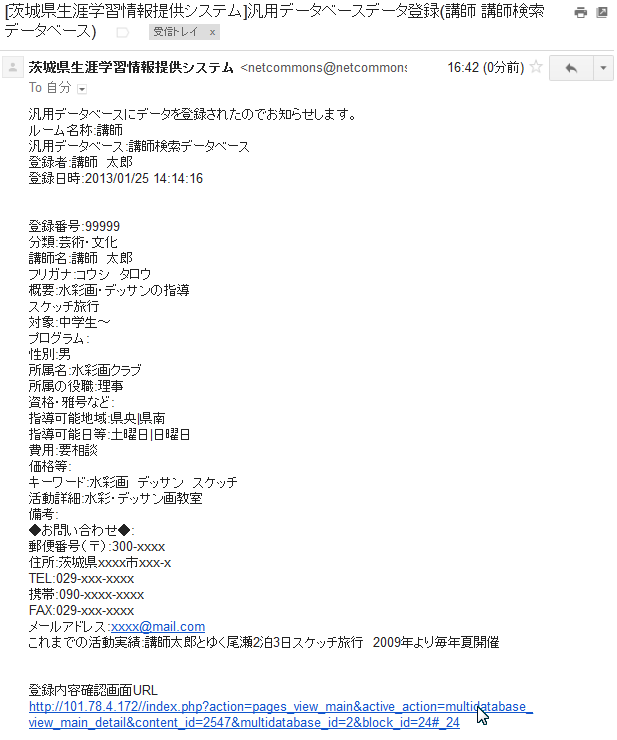 [茨城県生涯学習情報提供システム]汎用データベースデータ登録(講師 講師検索
データベース) 受信トレイ x
茨城県生涯学習情報提供システム <netcommons@netcommons 16:42 (0分前)
To 自分
汎用データベースにデータを登録されたのでお知らせします。
ルーム名称:講師
汎用データベース:講師検索データベース
登録者:講師 太郎
登録日時:2013/01/25 14:14:16
登録番号:99999
分類:芸術・文化
講師名:講師 太郎
フリガナ:コウシ タロウ
概要:水彩画・デッサンの指導
スケッチ旅行
対象:中学生～
プログラム:
性別:男
所属名:水彩画クラブ
所属の役職:理事
資格・雅号など:
指導可能地域:県央|県南
指導可能日等:土曜日|日曜日
費用:要相談
価格等:
キーワード:水彩画 デッサン スケッチ
活動詳細:水彩・デッサン画教室
備考:
◆お問い合わせ◆:
郵便番号(〒):300-xxxx
住所:茨城県xxxx市xxx-x
TEL:029-xxx-xxxx
携帯:090-xxxx-xxxx
FAX:029-xxx-xxxx
メールアドレス:xxxx@mail.com
これまでの活動実績:講師太郎とゆく尾瀬2泊3日スケッチ旅行 2009年より毎年夏開催
登録内容確認画面URL
http://101.78.4.172//index.php?action=pages_view_main&active_action=multidatabase_
view_main_detail&content_id=2547&multidatabase_id=2&block_id=24#_24